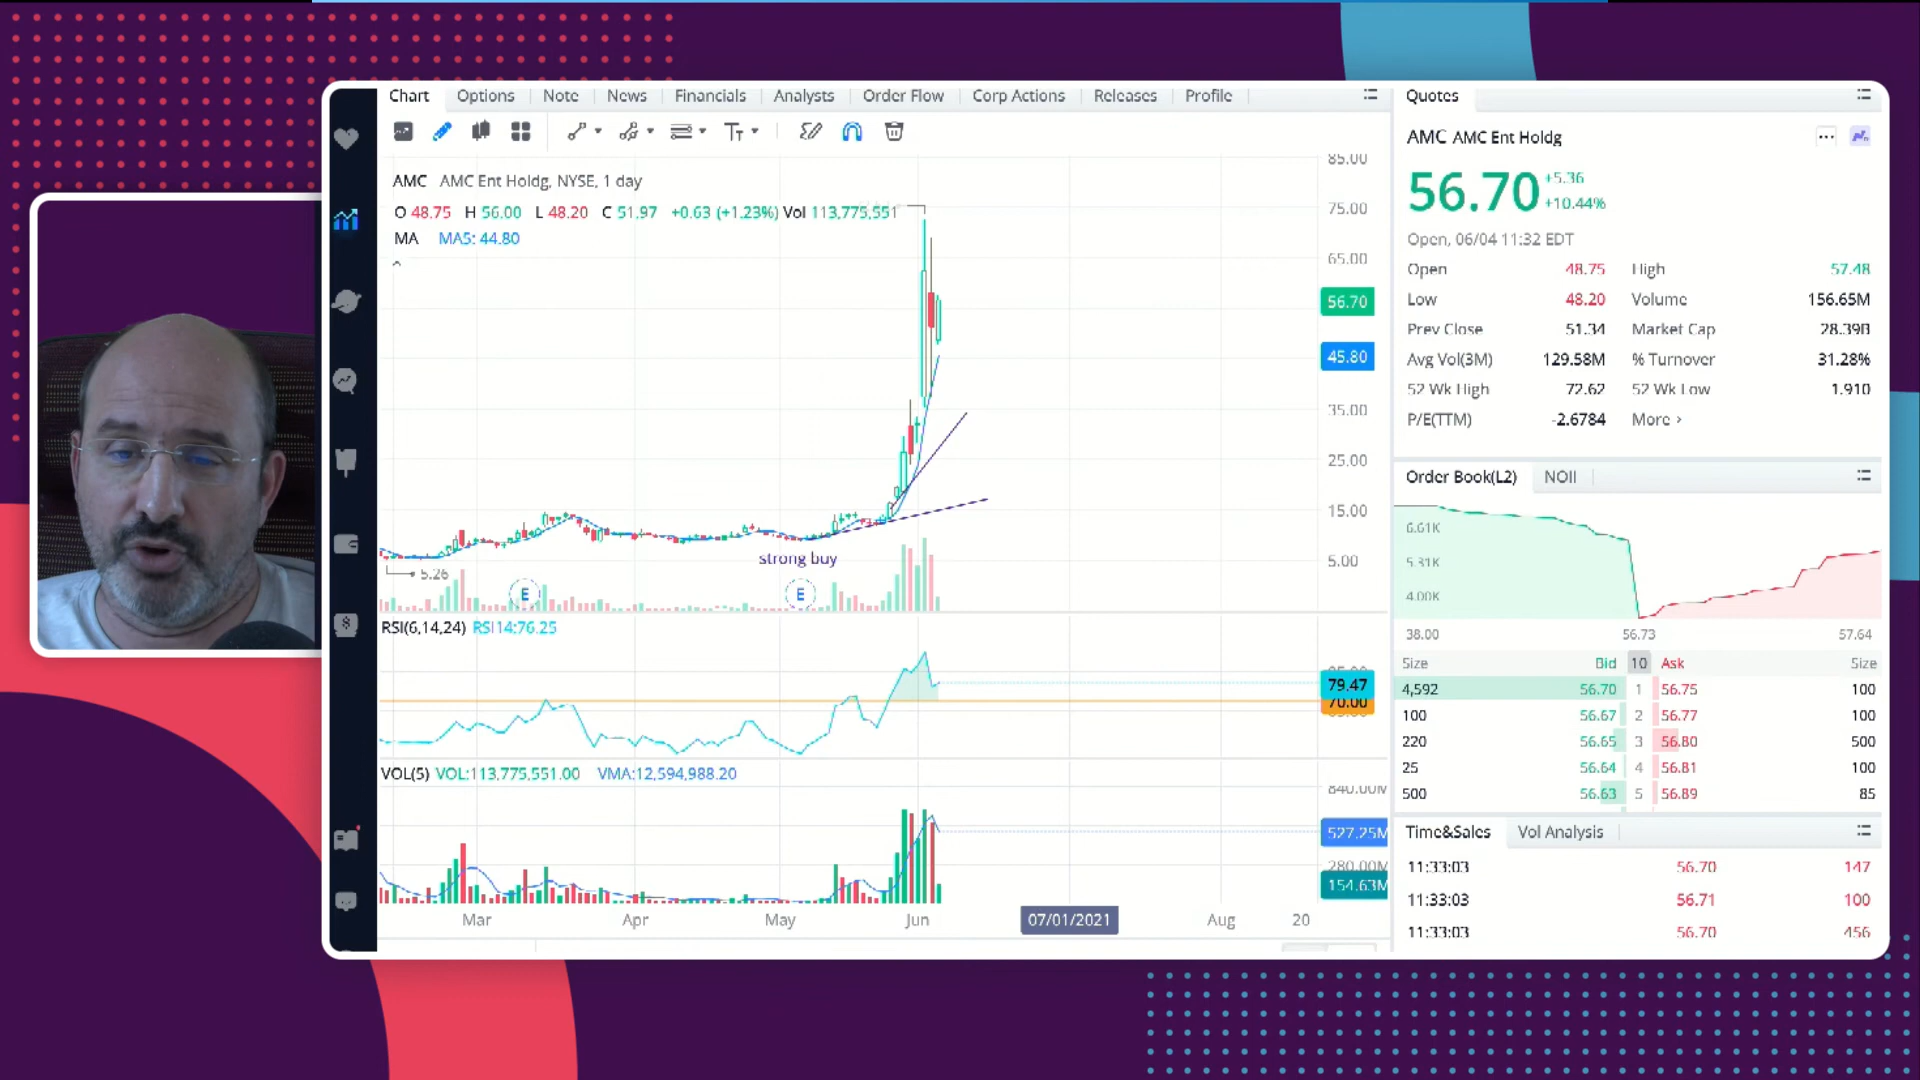 Chart Options Note News Financials Analysts Order Flow Corp Actions Releases Profile
AMC AMC Ent Holdg, NYSE, 1 day
O 48.75 H 56.00 L 48.20 C 51.97 +0.63 (+1.23%) Vol 113,775,551
MA MA5: 44.80
85.00
75.00
65.00
56.70
45.80
35.00
25.00
15.00
5.00
strong buy
5.26
E E
RSI(6,14,24) RSI14:76.25
79.47
70.00
VOL(5) VOL:113,775,551.00 VMA:12,594,988.20
840.00M
527.25M
280.00M
154.63M
Mar Apr May Jun 07/01/2021 Aug 20
Quotes
AMC AMC Ent Holdg
56.70 +5.36
+10.44%
Open, 06/04 11:32 EDT
Open 48.75 High 57.48
Low 48.20 Volume 156.65M
Prev Close 51.34 Market Cap 28.39B
Avg Vol(3M) 129.58M % Turnover 31.28%
52 Wk High 72.62 52 Wk Low 1.910
P/E(TTM) -2.6784 More >
Order Book(L2) NOII
6.61K
5.31K
4.00K
38.00 56.73 57.64
Size Bid 10 Ask Size
4,592 56.70 1 56.75 100
100 56.67 2 56.77 100
220 56.65 3 56.80 500
25 56.64 4 56.81 100
500 56.63 5 56.89 85
Time&Sales Vol Analysis
11:33:03 56.70 147
11:33:03 56.71 100
11:33:03 56.70 456